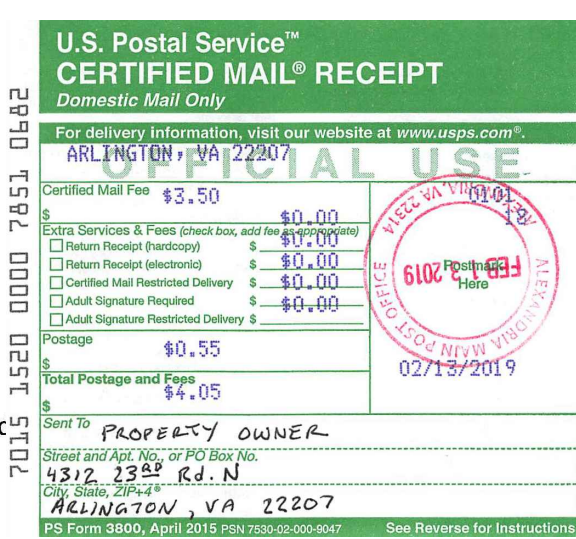 U.S. Postal Service™
CERTIFIED MAIL® RECEIPT
Domestic Mail Only
For delivery information, visit our website at www.usps.com®.
ARLINGTON, VA 22207
OFFICIAL USE
Certified Mail Fee $3.50
$
$0.00
Extra Services & Fees (check box, add fee as appropriate)
Return Receipt (hardcopy) $ $0.00
Return Receipt (electronic) $ $0.00
Certified Mail Restricted Delivery $ $0.00
Adult Signature Required $ $0.00
Adult Signature Restricted Delivery $
Postage
$0.55
$
Total Postage and Fees
$4.05
$
0101
19
Postmark
Here
ALEXANDRIA, VA 22314
FEB 13 2019
ALEXANDRIA MAIN POST OFFICE
02/13/2019
Sent To
PROPERTY OWNER
Street and Apt. No., or PO Box No.
4312 23RD Rd. N
City, State, ZIP+4®
ARLINGTON, VA 22207
PS Form 3800, April 2015 PSN 7530-02-000-9047 See Reverse for Instructions
7015 1520 0000 7851 0682